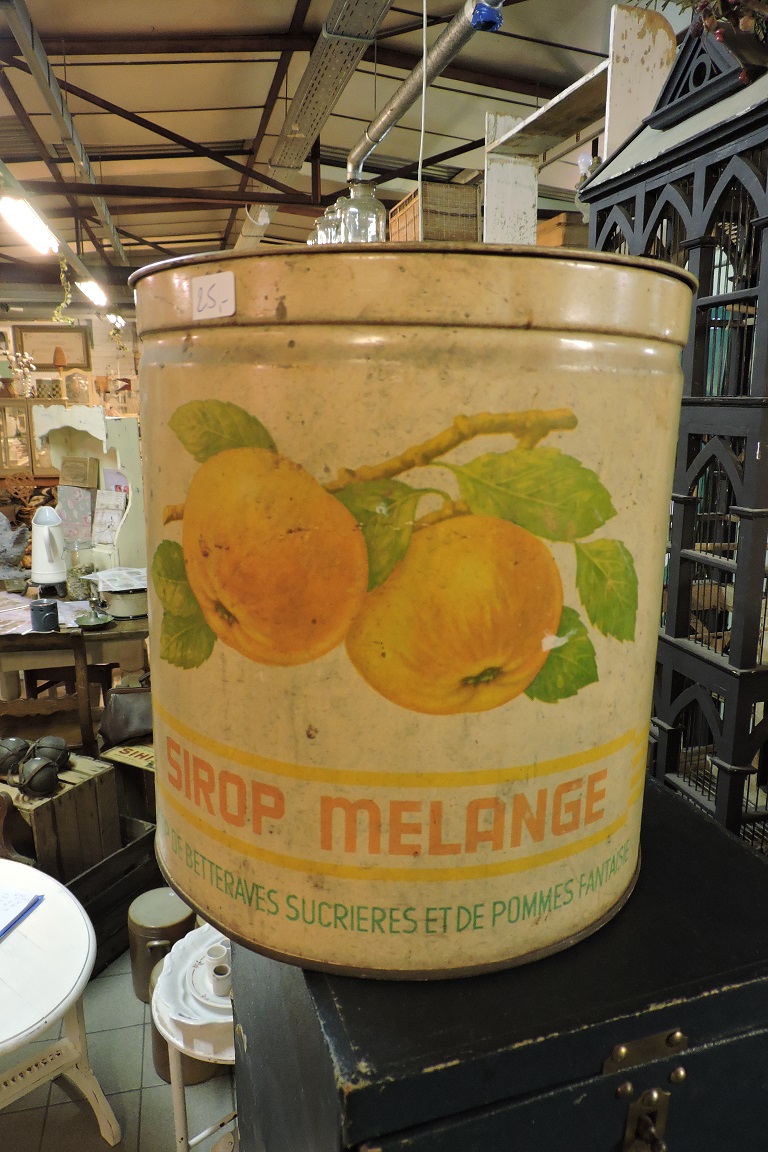 25,-
SIROP MELANGE
DE BETTERAVES SUCRIERES ET DE POMMES FANTAISIE